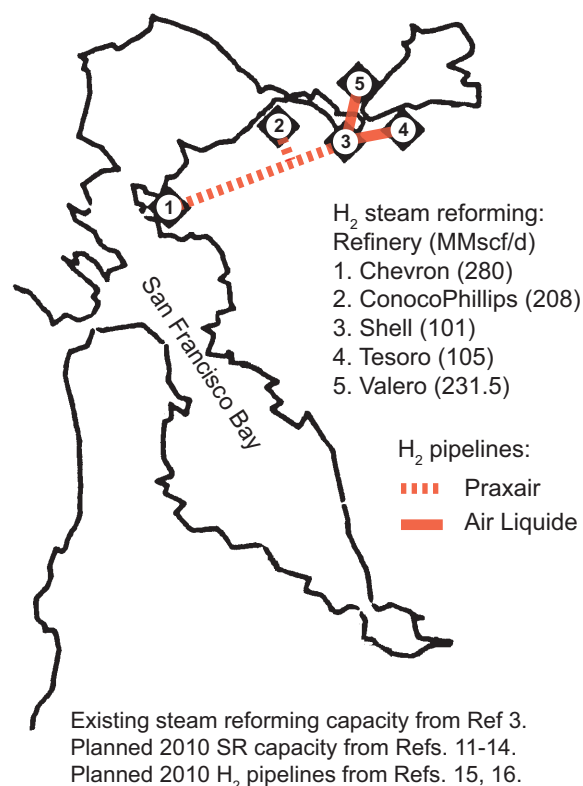 5
2
4
3
1
San Francisco Bay
H₂ steam reforming:
Refinery (MMscf/d)
1. Chevron (280)
2. ConocoPhillips (208)
3. Shell (101)
4. Tesoro (105)
5. Valero (231.5)
H₂ pipelines:
Praxair
Air Liquide
Existing steam reforming capacity from Ref 3.
Planned 2010 SR capacity from Refs. 11-14.
Planned 2010 H₂ pipelines from Refs. 15, 16.